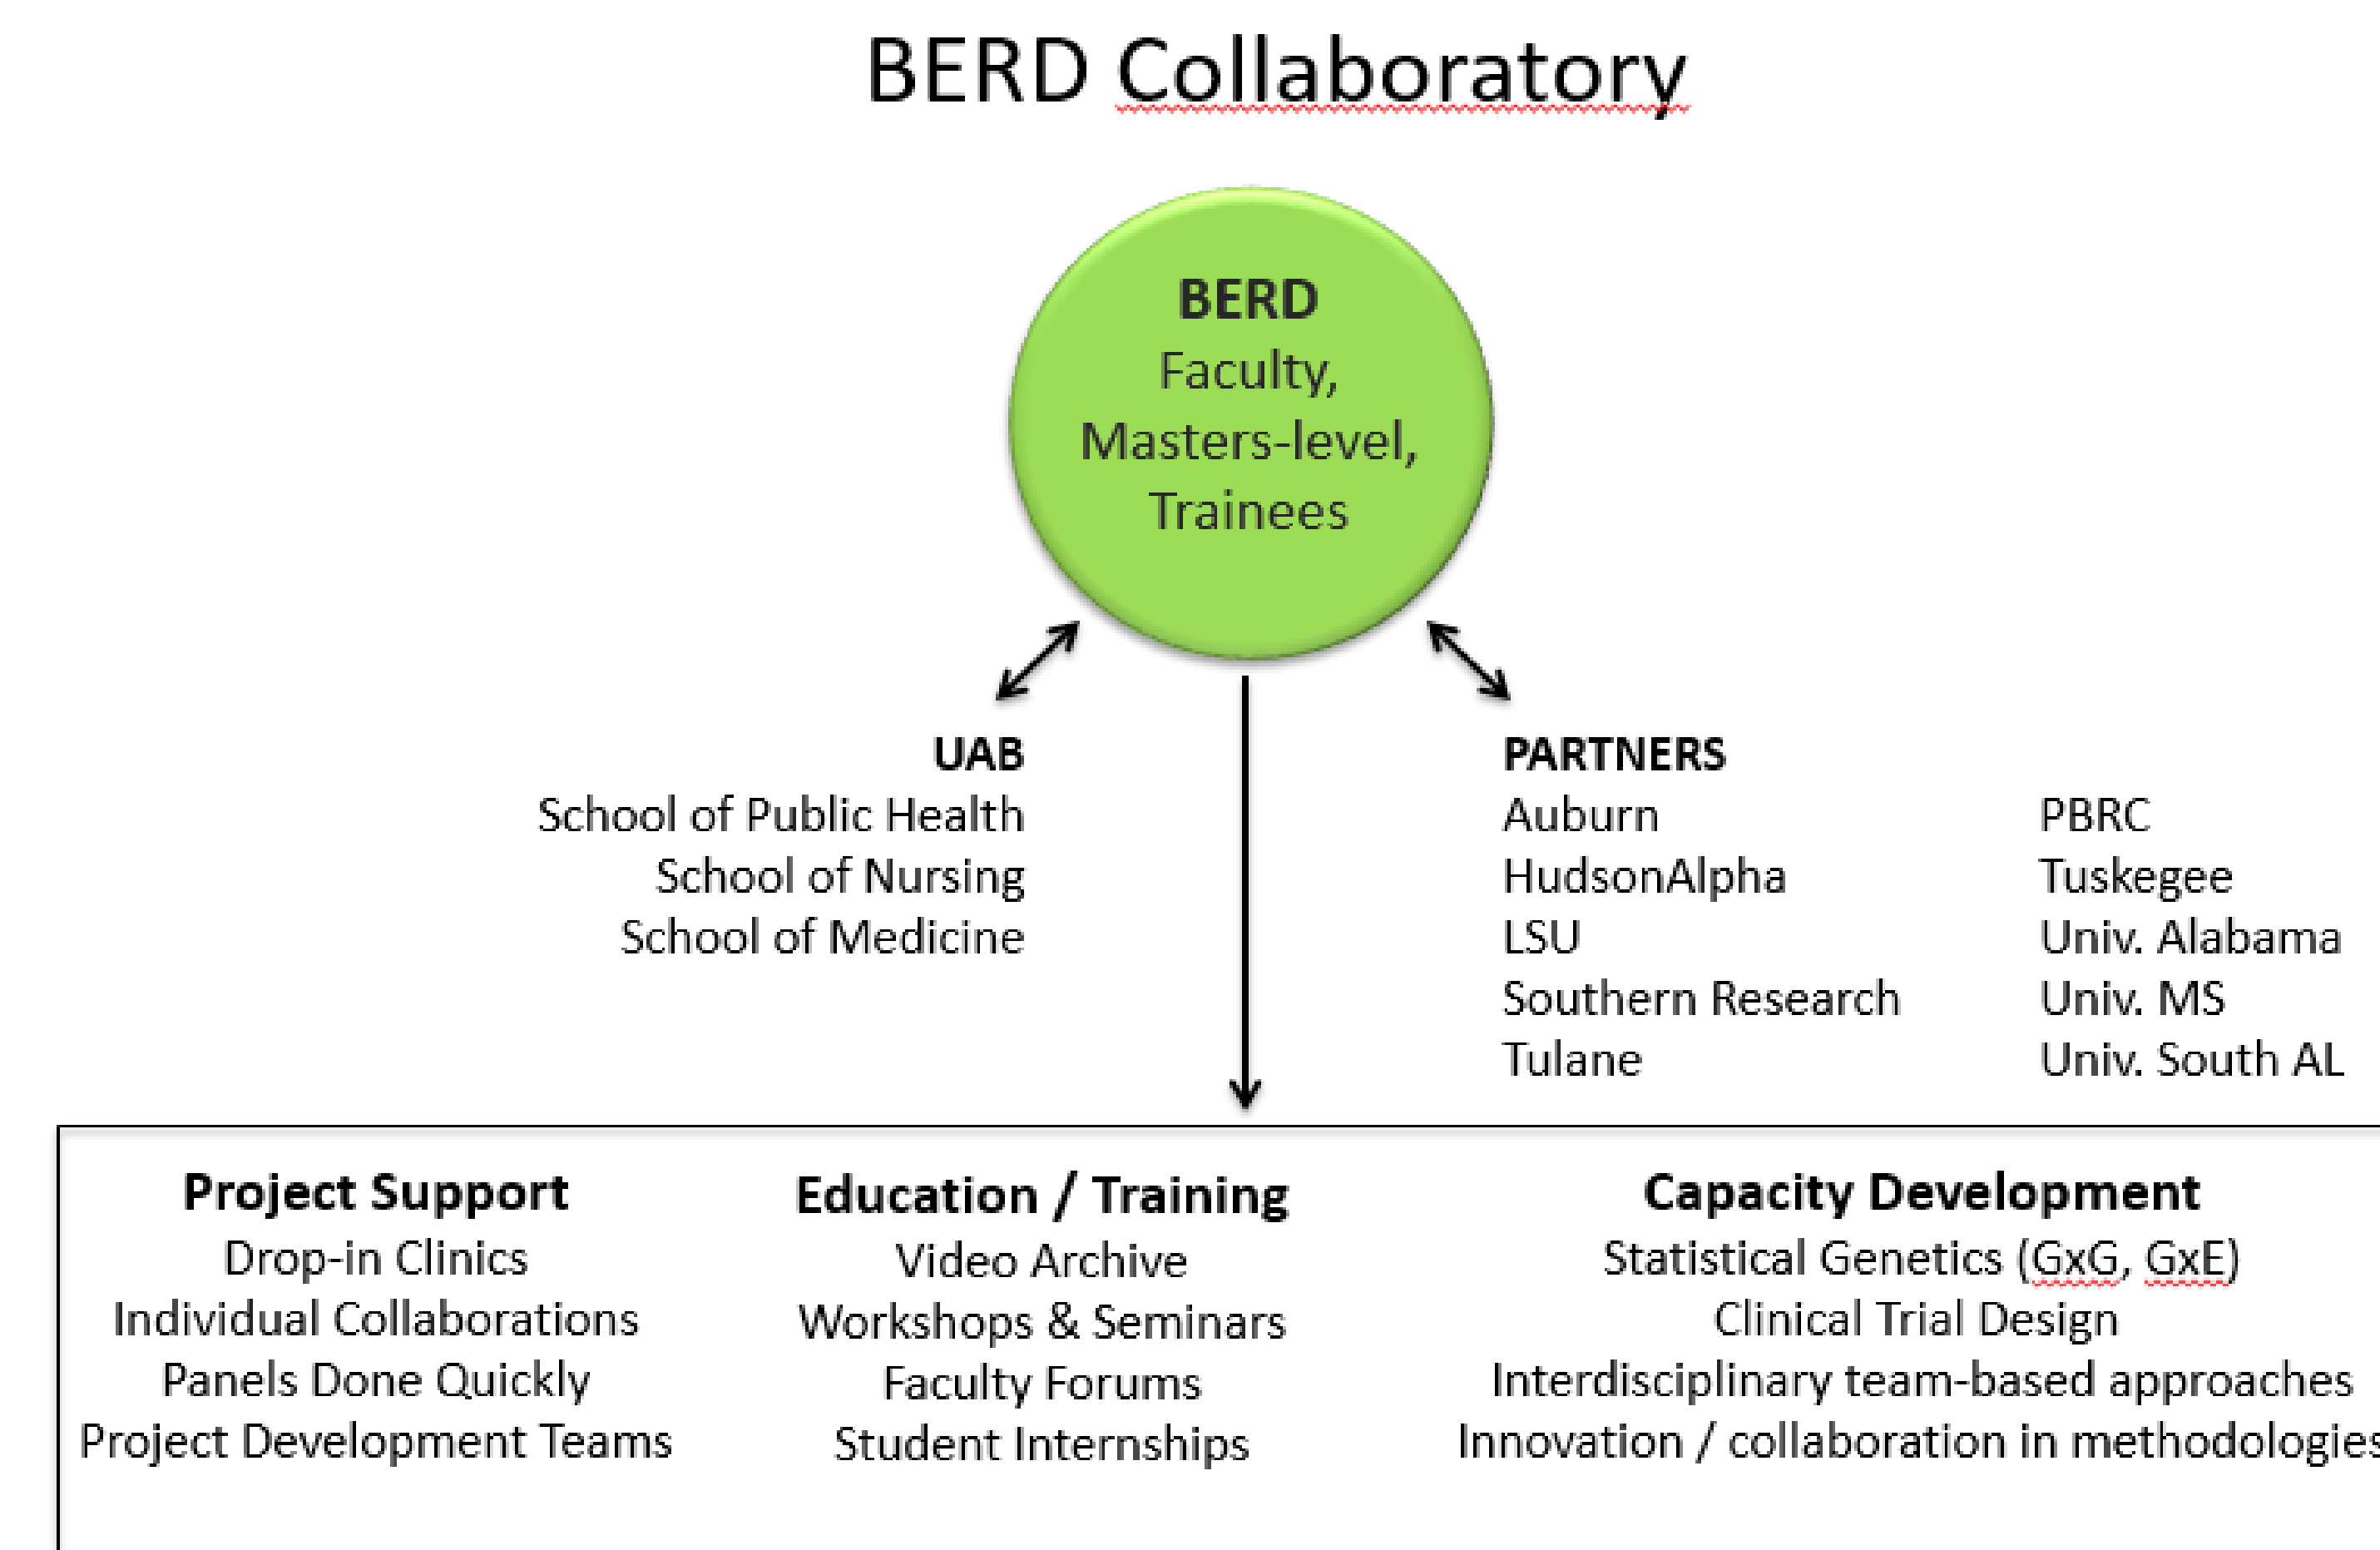 BERD Collaboratory
BERD
Faculty,
Masters-level,
Trainees
UAB
School of Public Health
School of Nursing
School of Medicine
PARTNERS
Auburn
HudsonAlpha
LSU
Southern Research
Tulane
PBRC
Tuskegee
Univ. Alabama
Univ. MS
Univ. South AL
Project Support
Drop-in Clinics
Individual Collaborations
Panels Done Quickly
Project Development Teams
Education / Training
Video Archive
Workshops & Seminars
Faculty Forums
Student Internships
Capacity Development
Statistical Genetics (GxG, GxE)
Clinical Trial Design
Interdisciplinary team-based approaches
Innovation / collaboration in methodologies